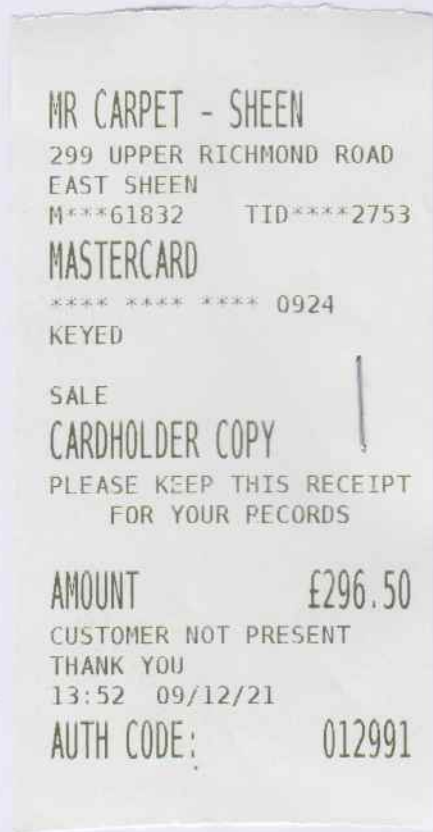 MR CARPET - SHEEN
299 UPPER RICHMOND ROAD
EAST SHEEN
M***61832 TID****2753
MASTERCARD
**** **** **** 0924
KEYED
SALE
CARDHOLDER COPY
PLEASE KEEP THIS RECEIPT
FOR YOUR PECORDS
AMOUNT £296.50
CUSTOMER NOT PRESENT
THANK YOU
13:52 09/12/21
AUTH CODE: 012991